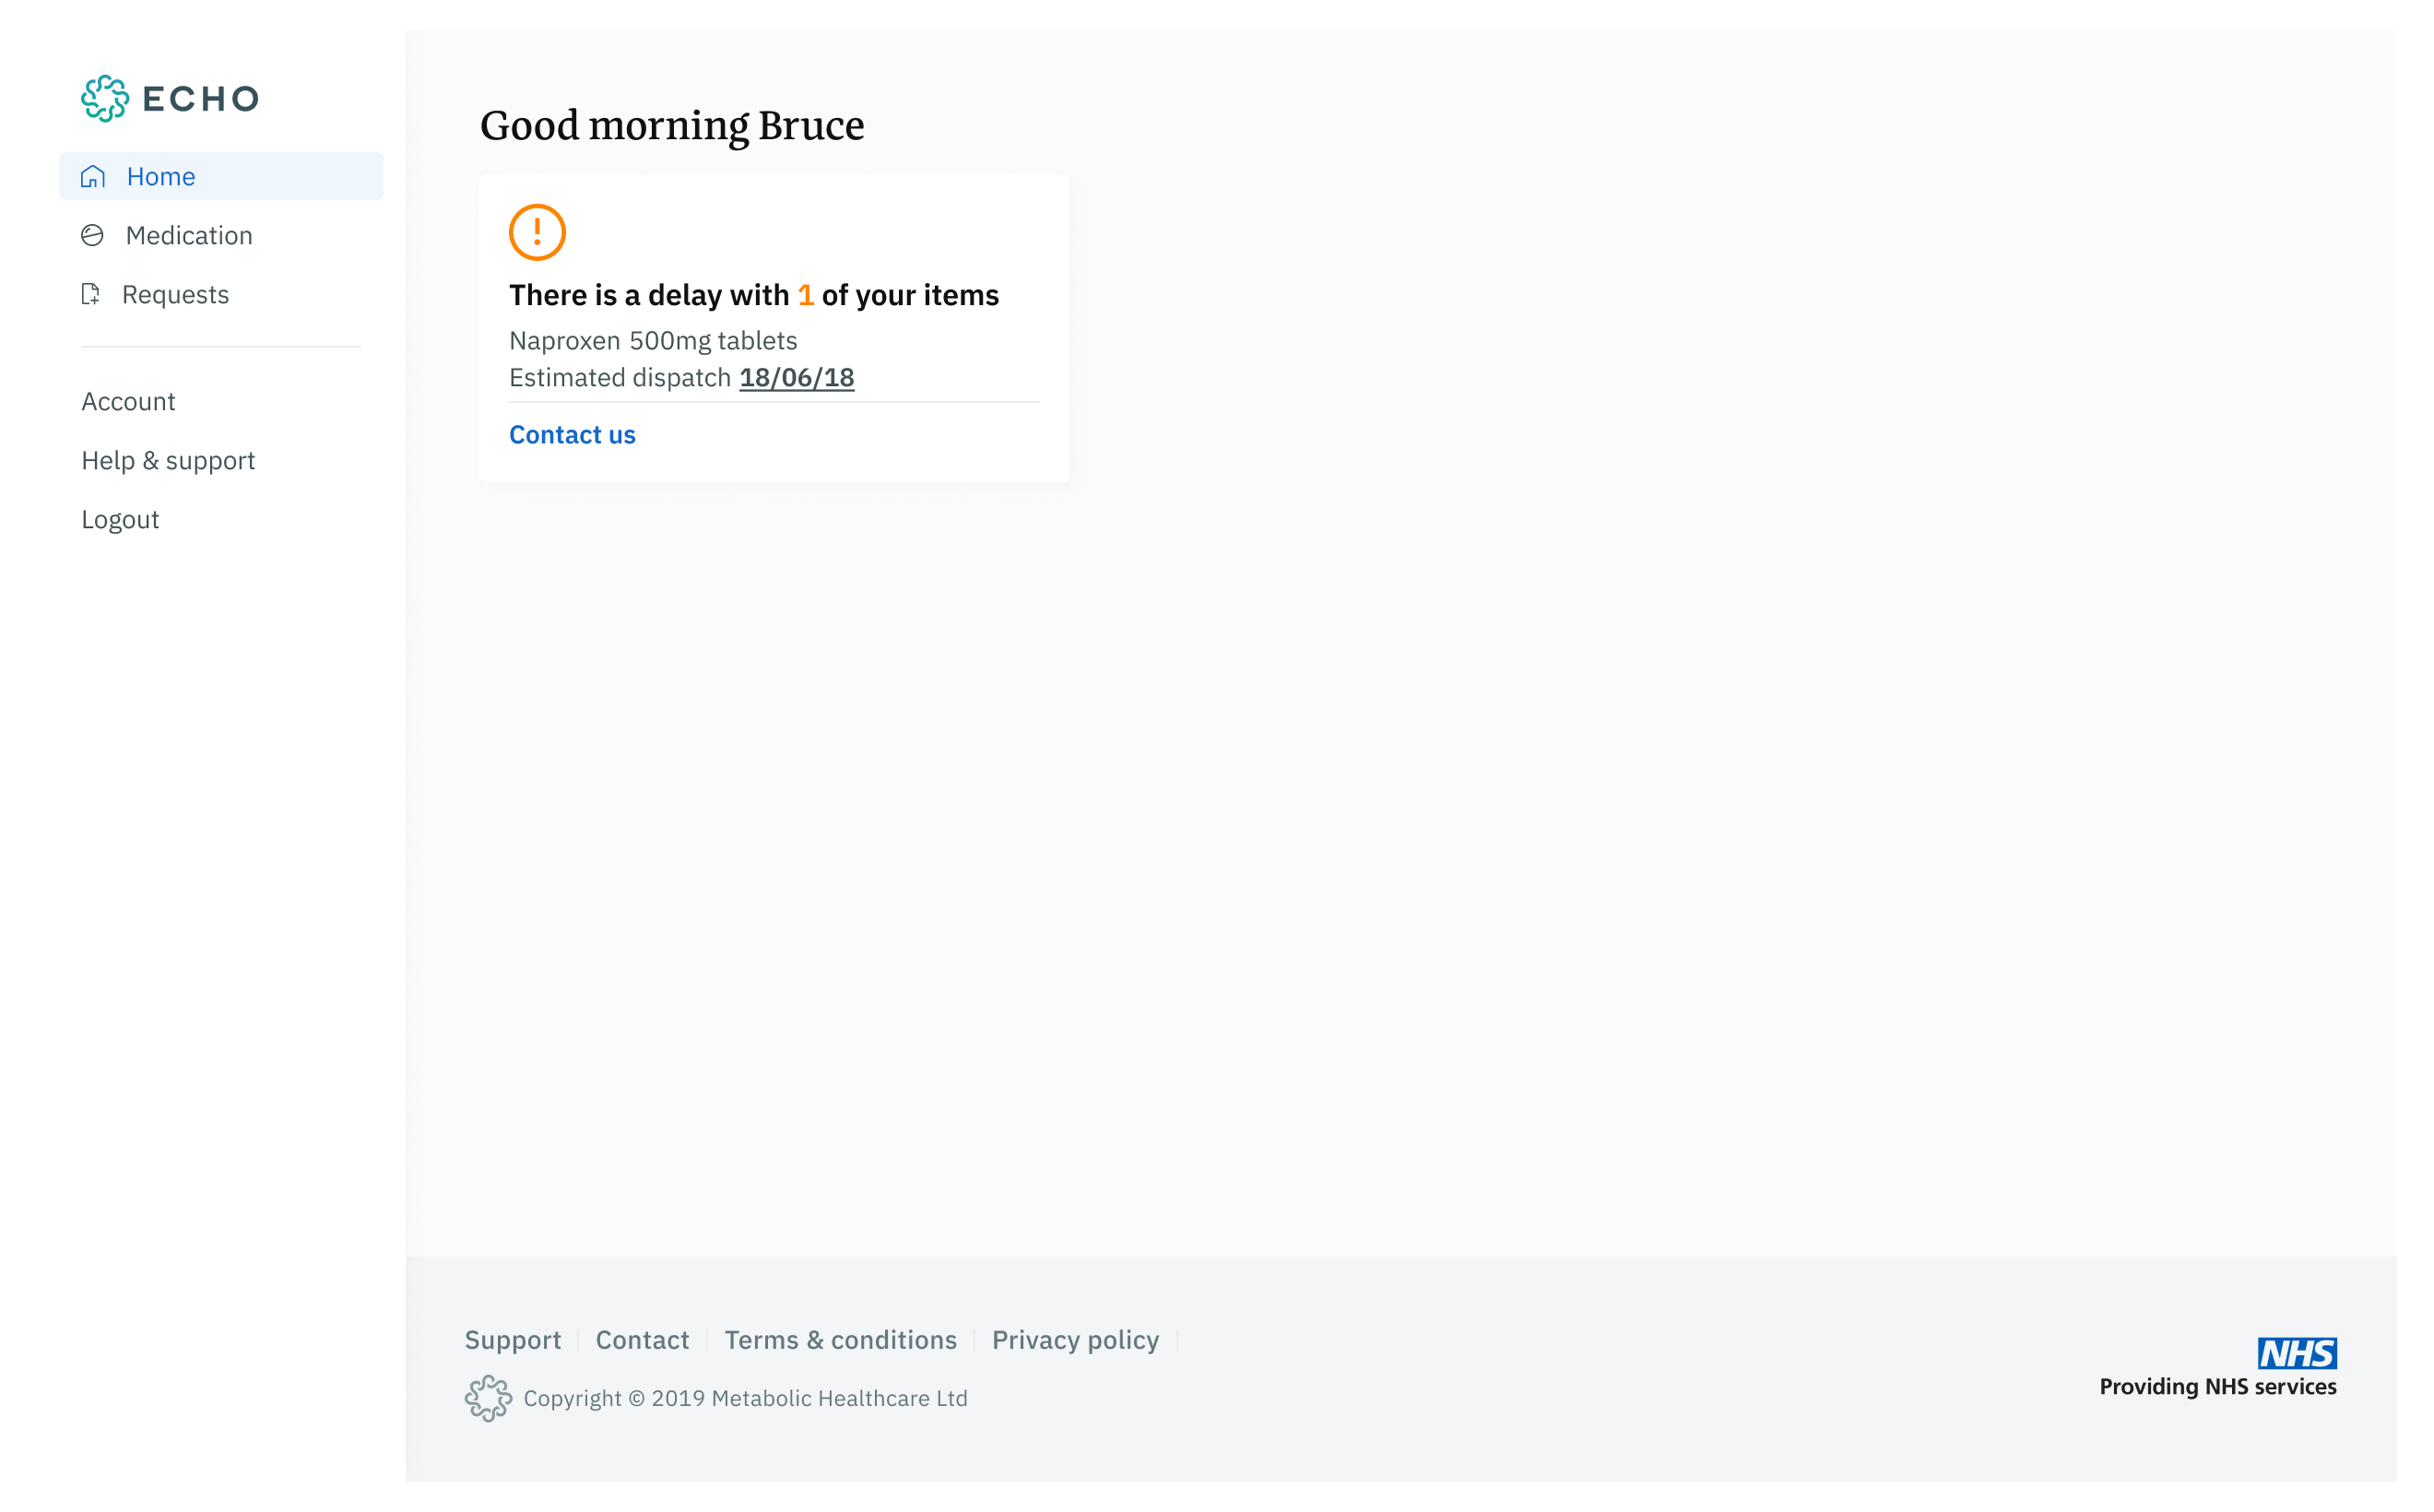 ECHO
Home
Medication
Requests
Account
Help & support
Logout
Good morning Bruce
There is a delay with 1 of your items
Naproxen 500mg tablets
Estimated dispatch 18/06/18
Contact us
Support
Contact
Terms & conditions
Privacy policy
Copyright © 2019 Metabolic Healthcare Ltd
NHS
Providing NHS services